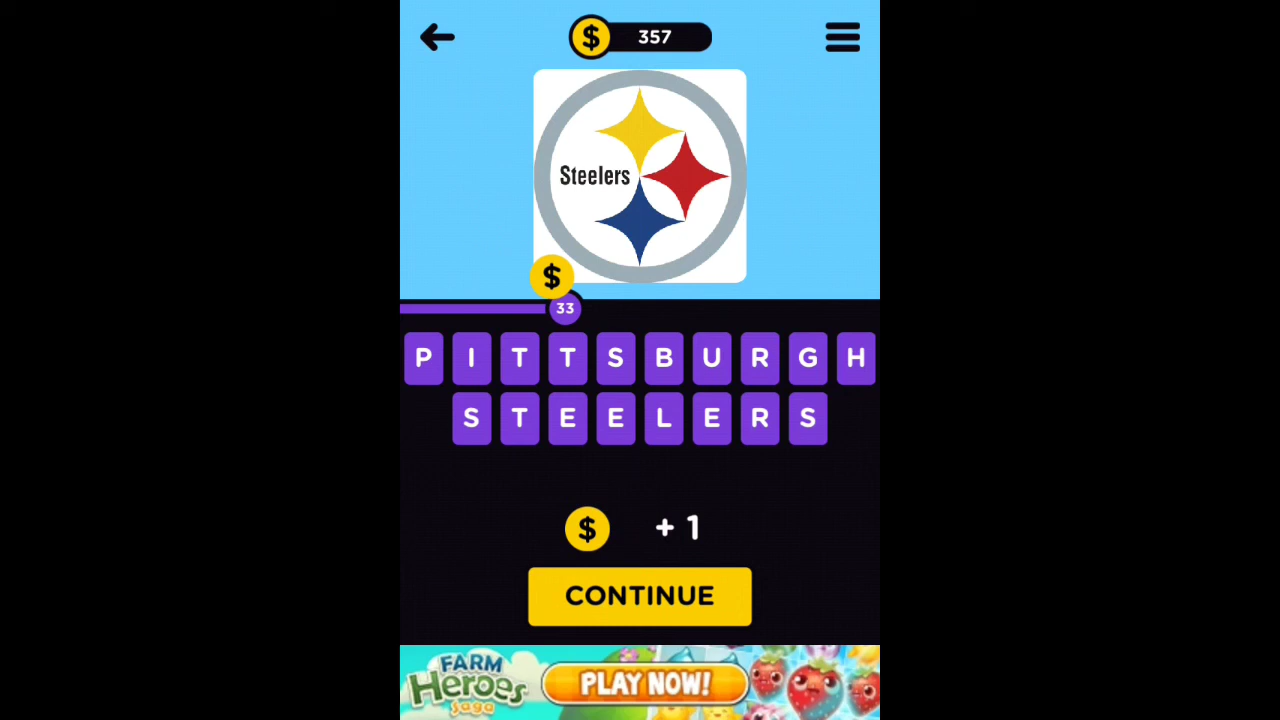 $ 357
Steelers
$
33
PITTSBURGH
STEELERS
$ + 1
CONTINUE
FARM
Heroes
saga
PLAY NOW!